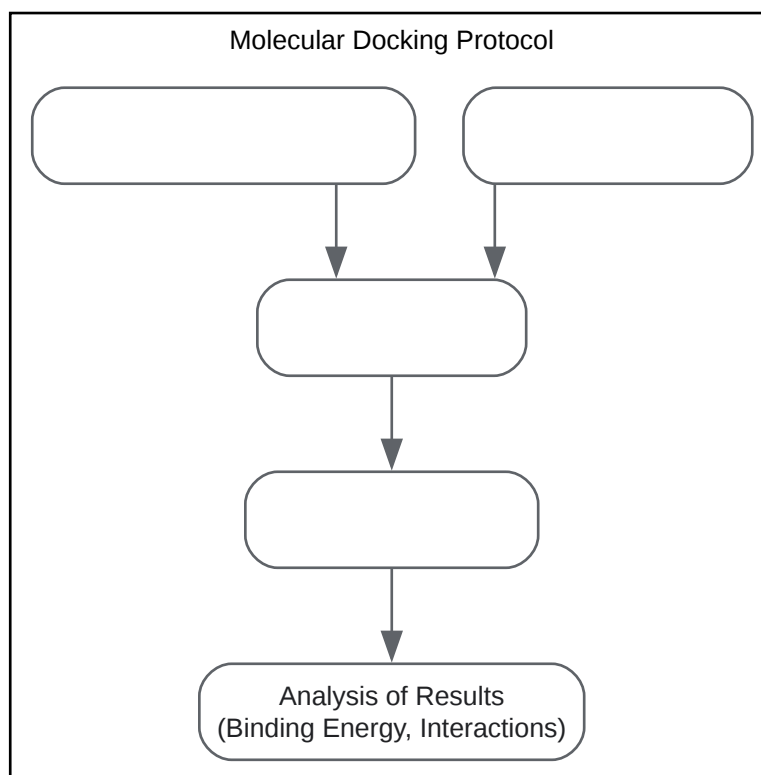 Molecular Docking Protocol
Analysis of Results
(Binding Energy, Interactions)